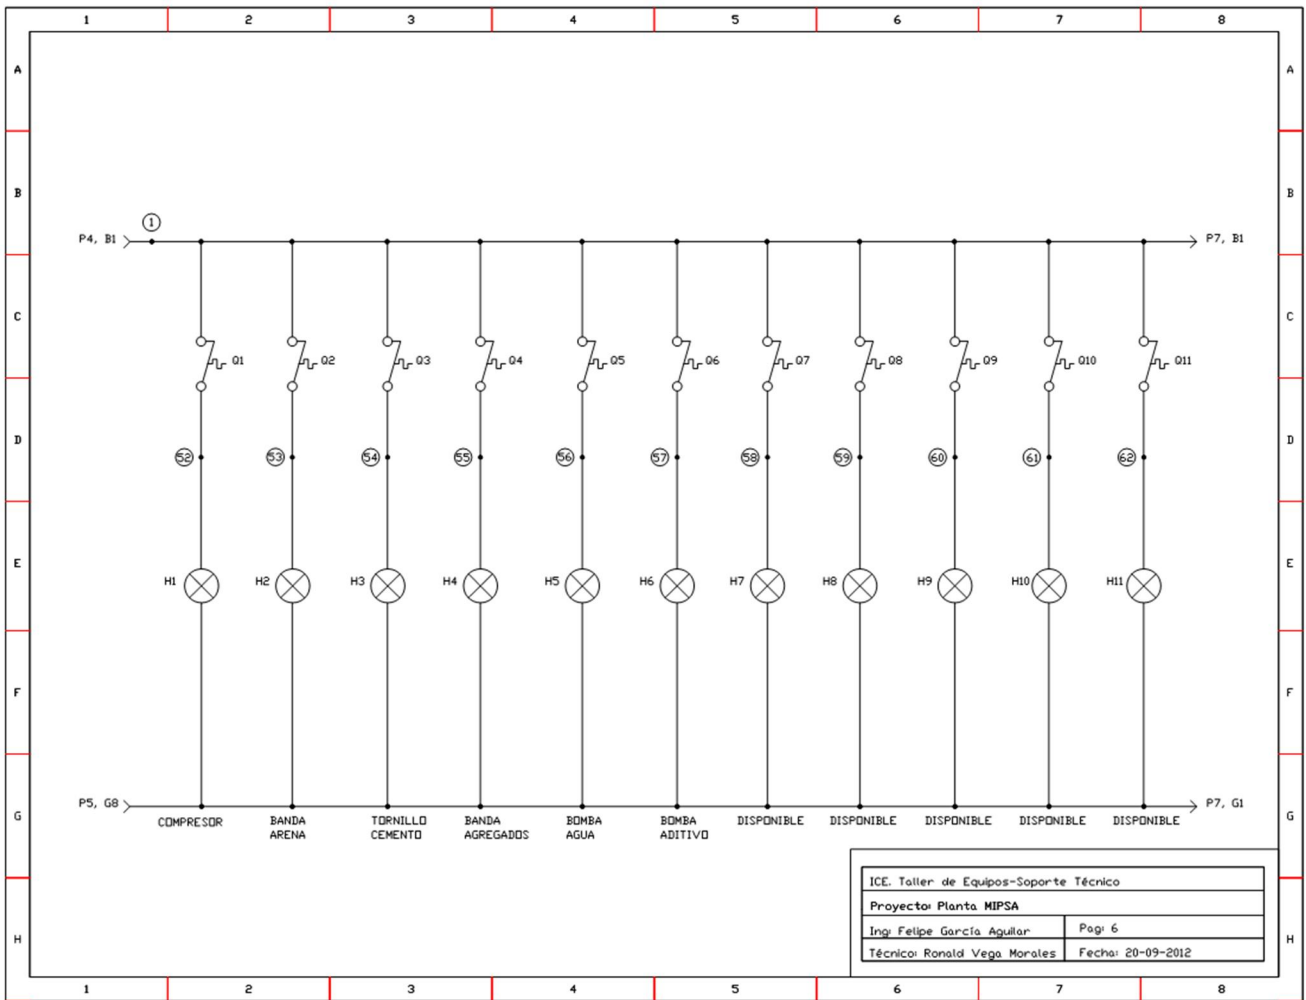 1 2 3 4 5 6 7 8
A A
B B
1
P4, B1 P7, B1
C C
Q1 Q2 Q3 Q4 Q5 Q6 Q7 Q8 Q9 Q10 Q11
D D
52 53 54 55 56 57 58 59 60 61 62
E E
H1 H2 H3 H4 H5 H6 H7 H8 H9 H10 H11
F F
P5, G8 P7, G1
G G
COMPRESOR BANDA TORNILLO BANDA BOMBA BOMBA DISPONIBLE DISPONIBLE DISPONIBLE DISPONIBLE DISPONIBLE
ARENA CEMENTO AGREGADOS AGUA ADITIVO
ICE. Taller de Equipos-Soporte Técnico
Proyecto: Planta MIPSA
Ing: Felipe García Aguilar Pag: 6
H H
Técnico: Ronald Vega Morales Fecha: 20-09-2012
1 2 3 4 5 6 7 8